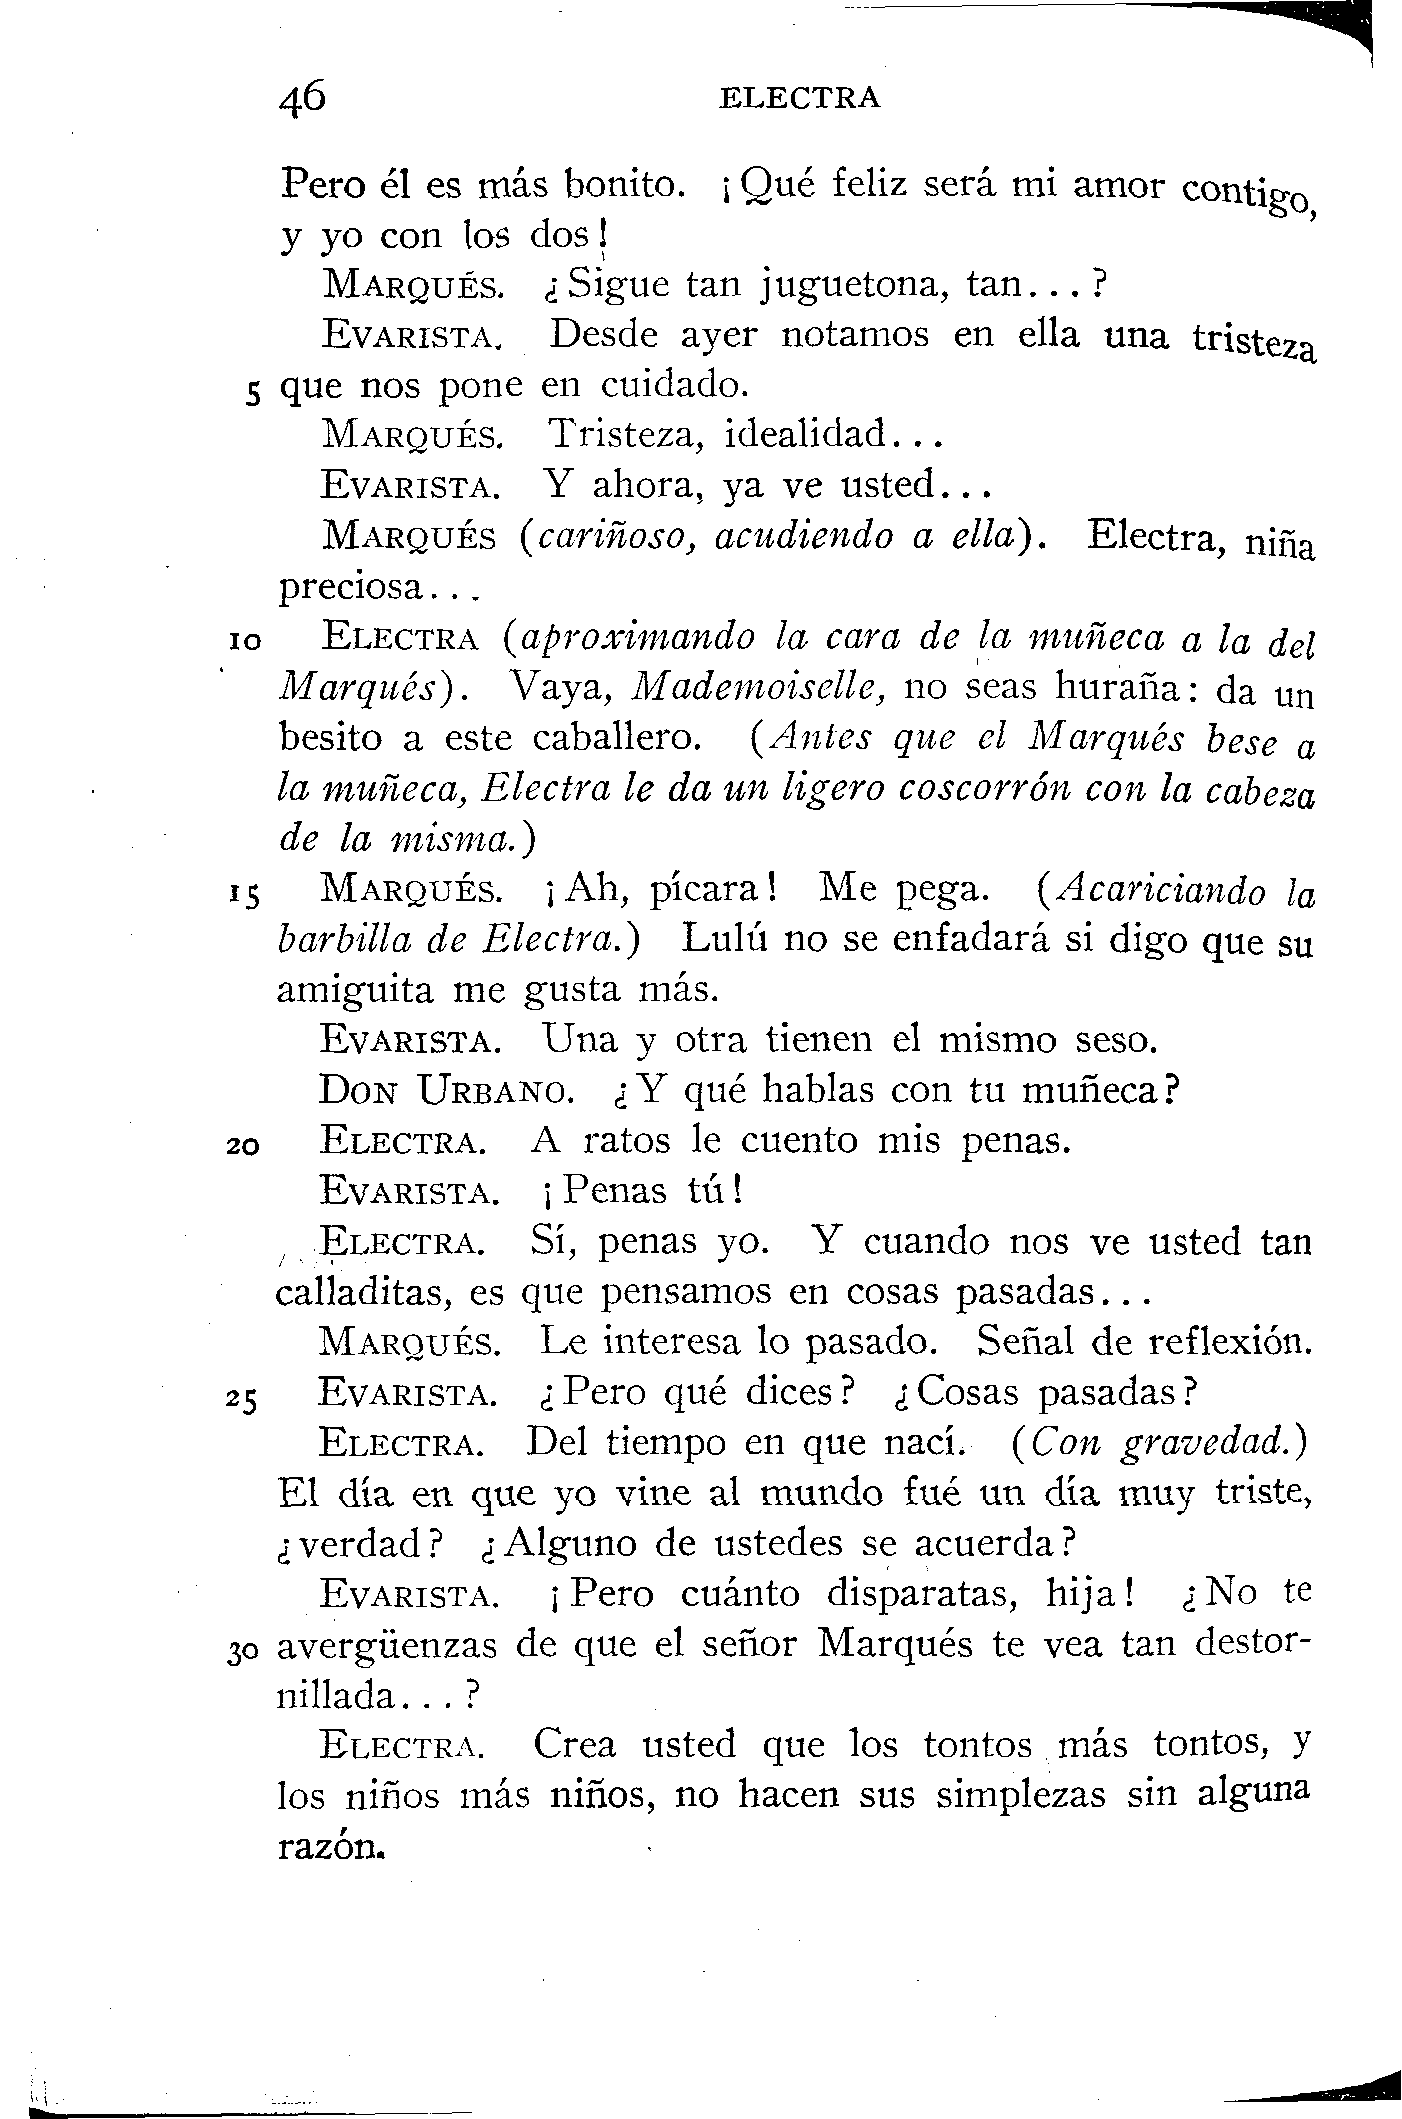 46 ELECTRA
Pero él es más bonito. ¡Qué feliz será mi amor contigo,
y yo con los dos!
MARQUÉS. ¿Sigue tan juguetona, tan...?
EVARISTA. Desde ayer notamos en ella una tristeza
5 que nos pone en cuidado.
MARQUÉS. Tristeza, idealidad...
EVARISTA. Y ahora, ya ve usted...
MARQUÉS (cariñoso, acudiendo a ella). Electra, niña
preciosa...
10 ELECTRA (aproximando la cara de la muñeca a la del
Marqués). Vaya, Mademoiselle, no seas huraña: da un
besito a este caballero. (Antes que el Marqués bese a
la muñeca, Electra le da un ligero coscorrón con la cabeza
de la misma.)
15 MARQUÉS. ¡Ah, pícara! Me pega. (Acariciando la
barbilla de Electra.) Lulú no se enfadará si digo que su
amiguita me gusta más.
EVARISTA. Una y otra tienen el mismo seso.
DON URBANO. ¿Y qué hablas con tu muñeca?
20 ELECTRA. A ratos le cuento mis penas.
EVARISTA. ¡Penas tú!
ELECTRA. Sí, penas yo. Y cuando nos ve usted tan
calladitas, es que pensamos en cosas pasadas...
MARQUÉS. Le interesa lo pasado. Señal de reflexión.
25 EVARISTA. ¿Pero qué dices? ¿Cosas pasadas?
ELECTRA. Del tiempo en que nací. (Con gravedad.)
El día en que yo vine al mundo fué un día muy triste,
¿verdad? ¿Alguno de ustedes se acuerda?
EVARISTA. ¡Pero cuánto disparatas, hija! ¿No te
30 avergüenzas de que el señor Marqués te vea tan destor-
nillada...?
ELECTRA. Crea usted que los tontos más tontos, y
los niños más niños, no hacen sus simplezas sin alguna
razón.